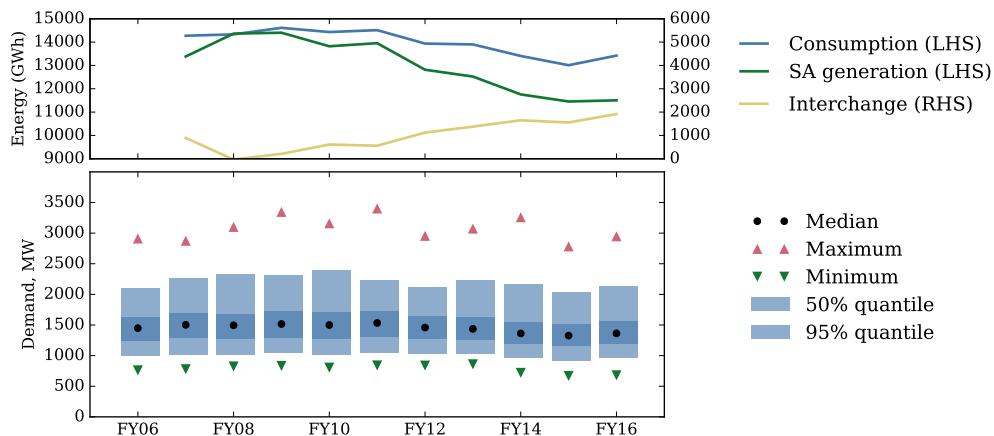 15000
14000
13000
12000
11000
10000
9000
Energy (GWh)
6000
5000
4000
3000
2000
1000
0
Consumption (LHS)
SA generation (LHS)
Interchange (RHS)
3500
3000
2500
2000
1500
1000
500
0
Demand, MW
FY06 FY08 FY10 FY12 FY14 FY16
Median
Maximum
Minimum
50% quantile
95% quantile